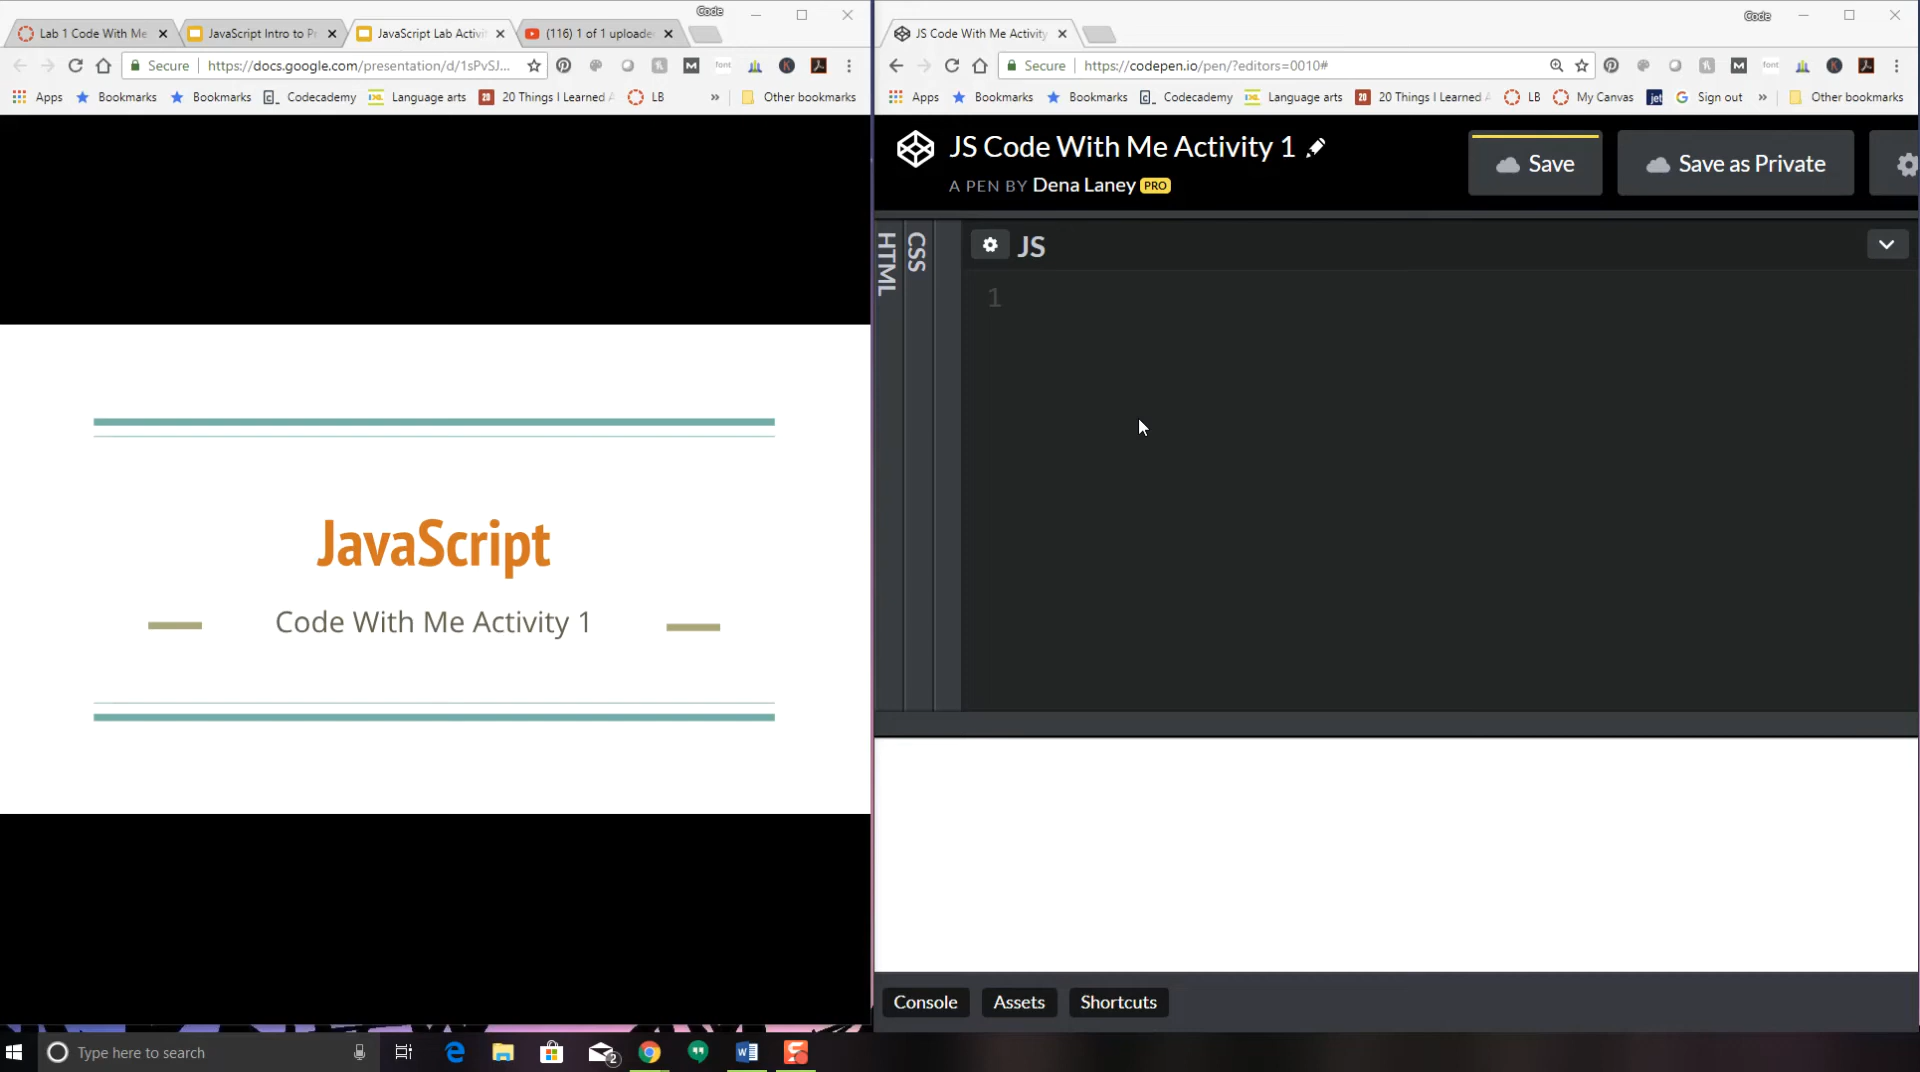 Code
Lab 1 Code With Me
JavaScript Intro to Pr
JavaScript Lab Activi
(116) 1 of 1 uploade
Secure
https://docs.google.com/presentation/d/1sPvSJ...
font
Apps
Bookmarks
Bookmarks
Codecademy
Language arts
20 Things I Learned
LB
»
Other bookmarks
JavaScript
Code With Me Activity 1
Code
JS Code With Me Activity
Secure
https://codepen.io/pen/?editors=0010#
font
Apps
Bookmarks
Bookmarks
Codecademy
Language arts
20 Things I Learned
LB
My Canvas
jet
Sign out
»
Other bookmarks
JS Code With Me Activity 1
A PEN BY Dena Laney PRO
Save
Save as Private
HTML
CSS
JS
1
Console
Assets
Shortcuts
Type here to search
2